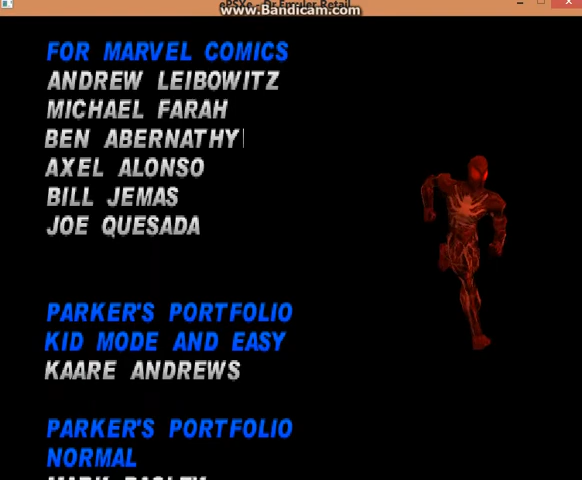 www.Bandicam.com
FOR MARVEL COMICS
ANDREW LEIBOWITZ
MICHAEL FARAH
BEN ABERNATHY
AXEL ALONSO
BILL JEMAS
JOE QUESADA
PARKER'S PORTFOLIO
KID MODE AND EASY
KAARE ANDREWS
PARKER'S PORTFOLIO
NORMAL